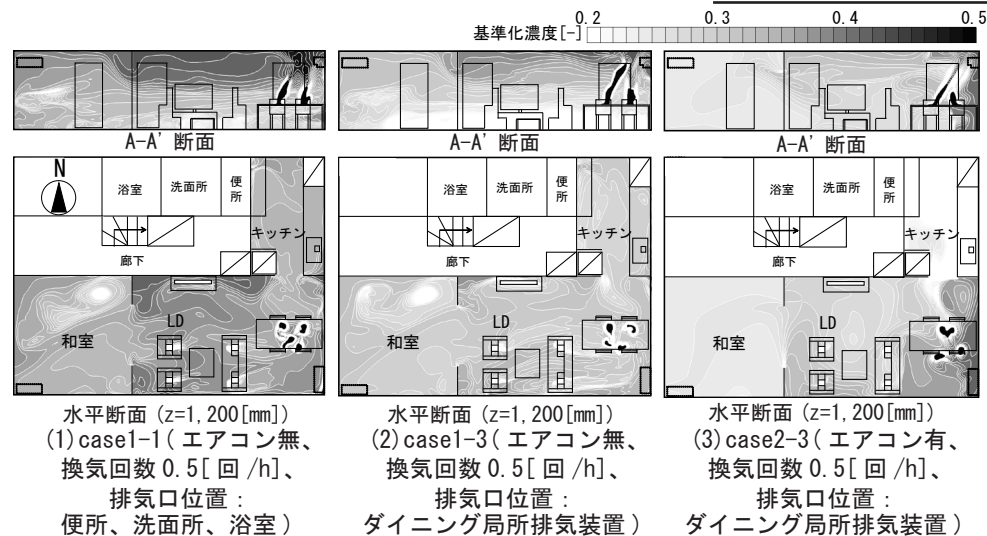 0.2 0.3 0.4 0.5
基準化濃度[-]
A-A' 断面
A-A' 断面
A-A' 断面
N
浴室 洗面所 便所
キッチン
廊下
LD
和室
浴室 洗面所 便所
キッチン
廊下
LD
和室
浴室 洗面所 便所
キッチン
廊下
LD
和室
水平断面(z=1,200[mm])
(1)case1-1(エアコン無、
換気回数0.5[回/h]、
排気口位置：
便所、洗面所、浴室)
水平断面(z=1,200[mm])
(2)case1-3(エアコン無、
換気回数0.5[回/h]、
排気口位置：
ダイニング局所排気装置)
水平断面(z=1,200[mm])
(3)case2-3(エアコン有、
換気回数0.5[回/h]、
排気口位置：
ダイニング局所排気装置)